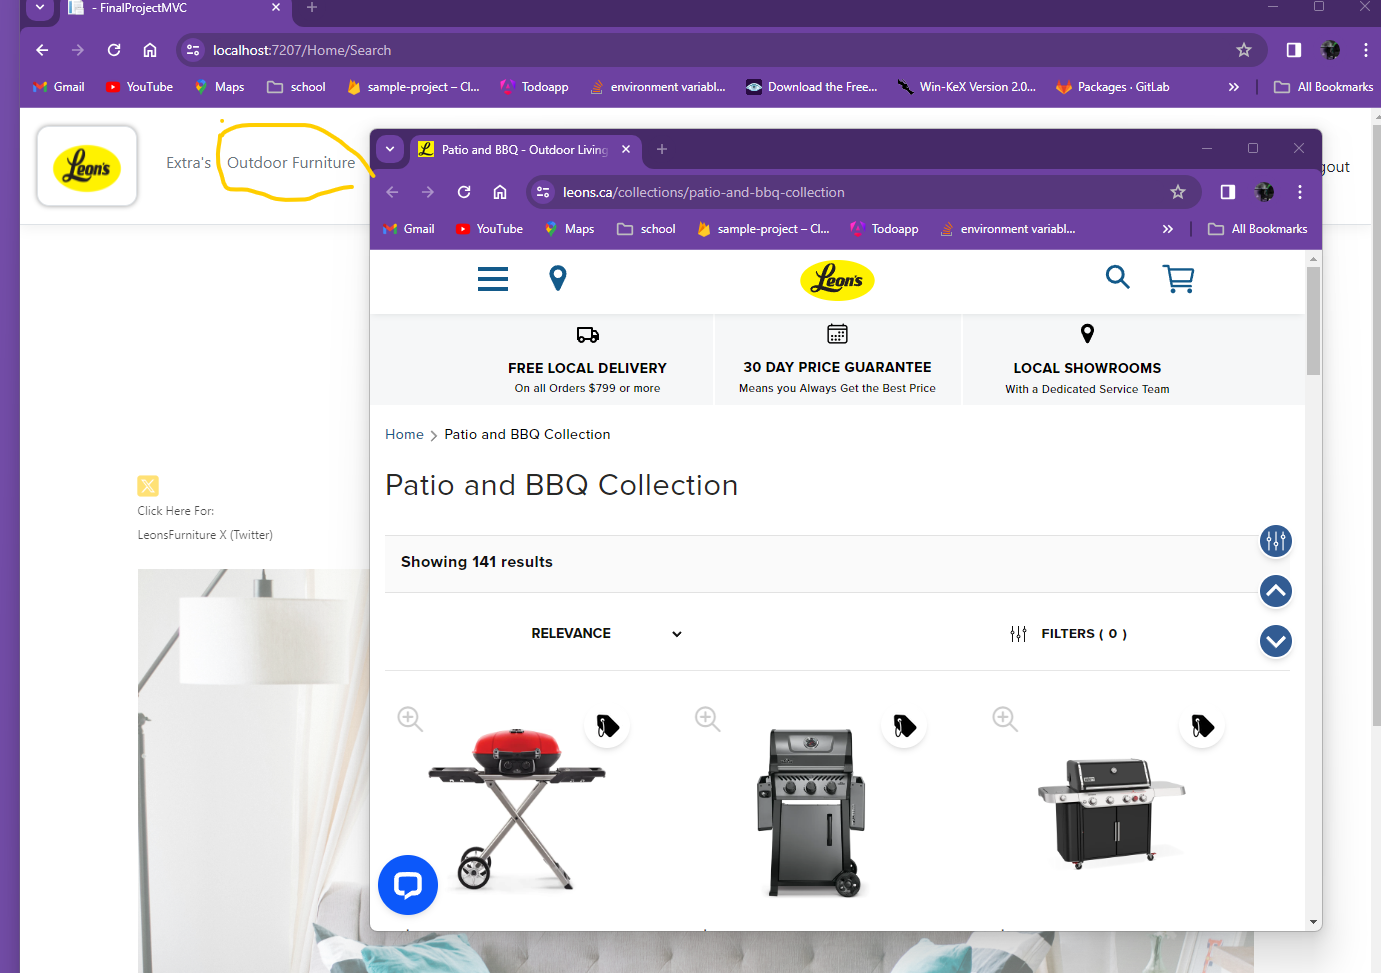 - FinalProjectMVC
localhost:7207/Home/Search
Gmail
YouTube
Maps
school
sample-project – Cl...
Todoapp
environment variabl...
Download the Free...
Win-KeX Version 2.0...
Packages · GitLab
»
All Bookmarks
Leon's
Extra's
Outdoor Furniture
gout
Click Here For:
LeonsFurniture X (Twitter)
Patio and BBQ - Outdoor Living
leons.ca/collections/patio-and-bbq-collection
Gmail
YouTube
Maps
school
sample-project – Cl...
Todoapp
environment variabl...
»
All Bookmarks
Leon's
FREE LOCAL DELIVERY
On all Orders $799 or more
30 DAY PRICE GUARANTEE
Means you Always Get the Best Price
LOCAL SHOWROOMS
With a Dedicated Service Team
Home > Patio and BBQ Collection
Patio and BBQ Collection
Showing 141 results
RELEVANCE
FILTERS ( 0 )